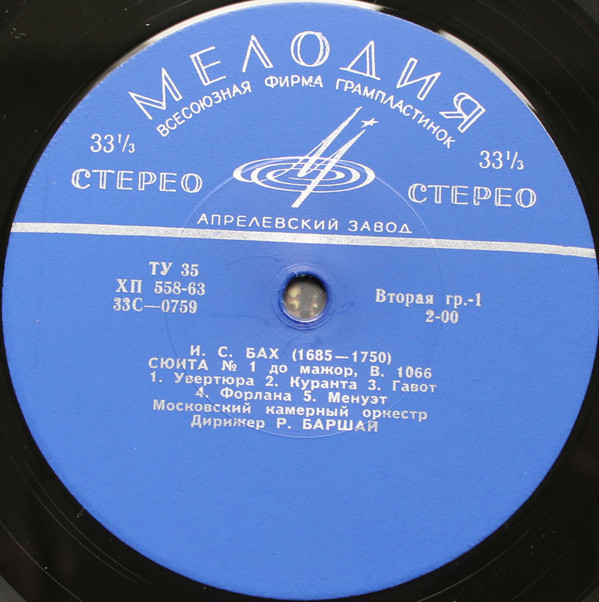 МЕЛОДИЯ
ВСЕСОЮЗНАЯ ФИРМА ГРАМПЛАСТИНОК
33⅓
33⅓
СТЕРЕО
СТЕРЕО
АПРЕЛЕВСКИЙ ЗАВОД
ТУ 35
ХП 558-63
33С—0759
Вторая гр.-1
2-00
И. С. БАХ (1685—1750)
СЮИТА № 1 до мажор, В. 1066
1. Увертюра 2. Куранта 3. Гавот
4. Форлана 5. Менуэт
Московский камерный оркестр
Дирижер Р. БАРШАЙ